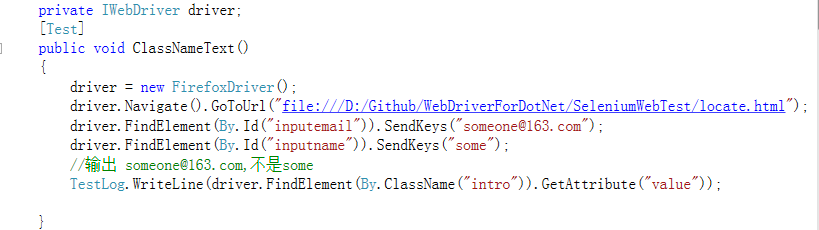 private IWebDriver driver;
[Test]
public void ClassNameText()
{
driver = new FirefoxDriver();
driver.Navigate().GoToUrl("file:///D:/Github/WebDriverForDotNet/SeleniumWebTest/locate.html");
driver.FindElement(By.Id("inputemail")).SendKeys("someone@163.com");
driver.FindElement(By.Id("inputname")).SendKeys("some");
//输出 someone@163.com,不是some
TestLog.WriteLine(driver.FindElement(By.ClassName("intro")).GetAttribute("value"));
}